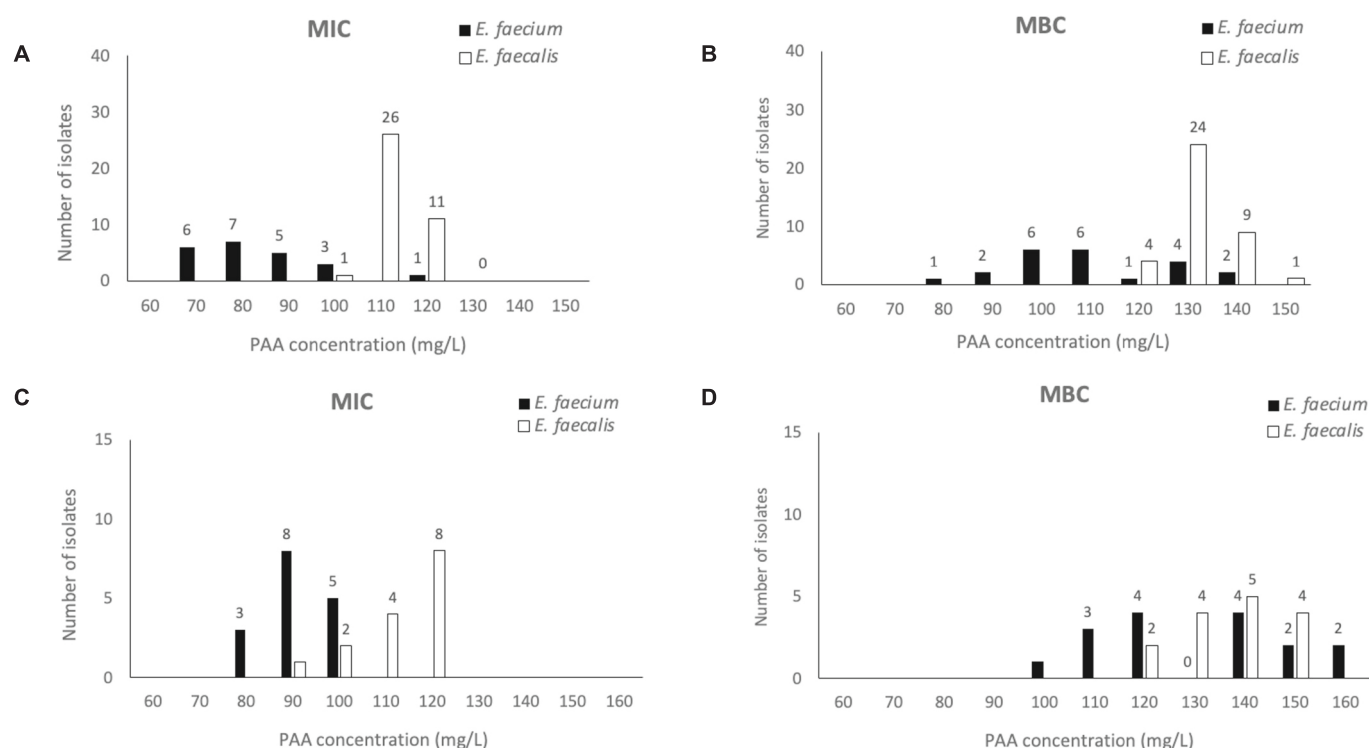 A
MIC
E. faecium
E. faecalis
Number of isolates
40
30
20
10
0
6
7
5
3
1
26
1
11
0
60 70 80 90 100 110 120 130 140 150
PAA concentration (mg/L)
B
MBC
E. faecium
E. faecalis
Number of isolates
40
30
20
10
0
1
2
6
6
1
4
4
24
2
9
1
60 70 80 90 100 110 120 130 140 150
PAA concentration (mg/L)
C
MIC
E. faecium
E. faecalis
Number of isolates
15
10
5
0
3
8
5
2
4
8
60 70 80 90 100 110 120 130 140 150 160
PAA concentration (mg/L)
D
MBC
E. faecium
E. faecalis
Number of isolates
15
10
5
0
3
4
2
0
4
4
5
2
4
2
60 70 80 90 100 110 120 130 140 150 160
PAA concentration (mg/L)